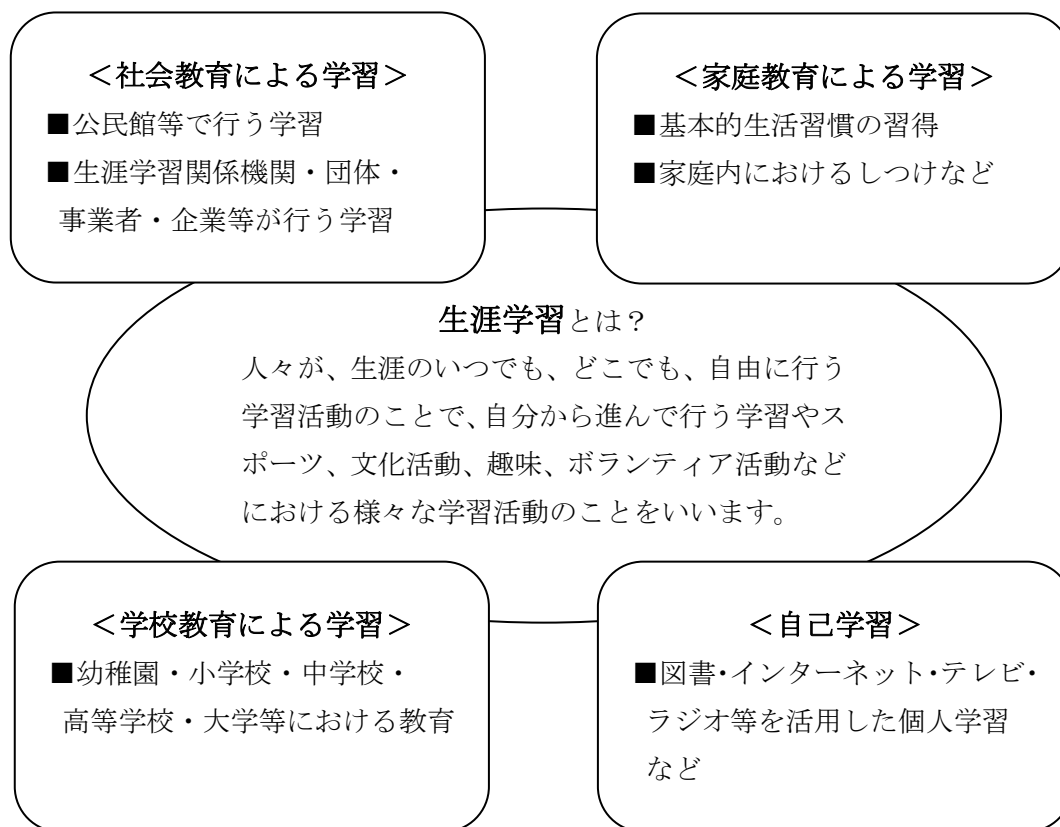 ＜社会教育による学習＞
■公民館等で行う学習
■生涯学習関係機関・団体・
事業者・企業等が行う学習
＜家庭教育による学習＞
■基本的生活習慣の習得
■家庭内におけるしつけなど
生涯学習とは？
人々が、生涯のいつでも、どこでも、自由に行う
学習活動のことで、自分から進んで行う学習やス
ポーツ、文化活動、趣味、ボランティア活動など
における様々な学習活動のことをいいます。
＜学校教育による学習＞
■幼稚園・小学校・中学校・
高等学校・大学等における教育
＜自己学習＞
■図書・インターネット・テレビ・
ラジオ等を活用した個人学習
など